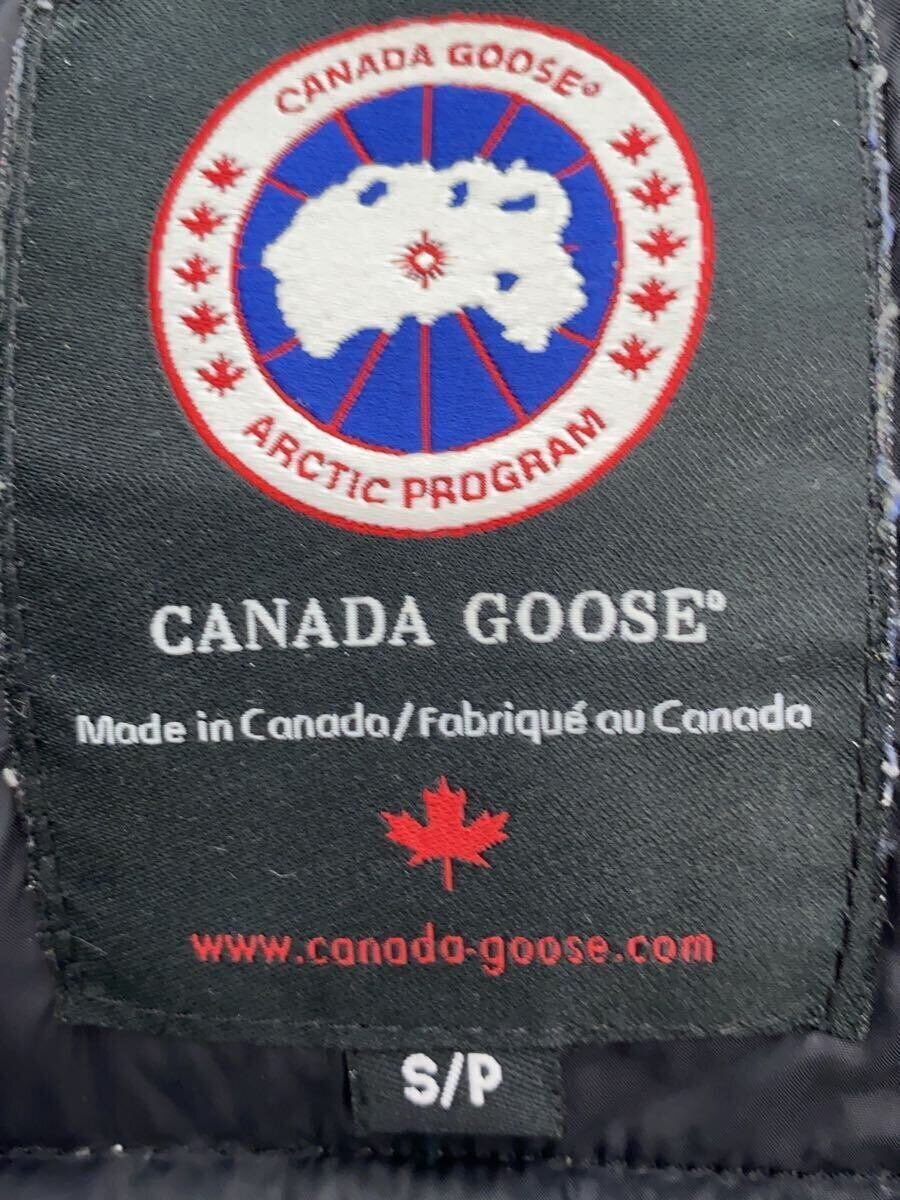 CANADA GOOSE®
ARCTIC PROGRAM
CANADA GOOSE®
Made in Canada/Fabriqué au Canada
www.canada-goose.com
S/P